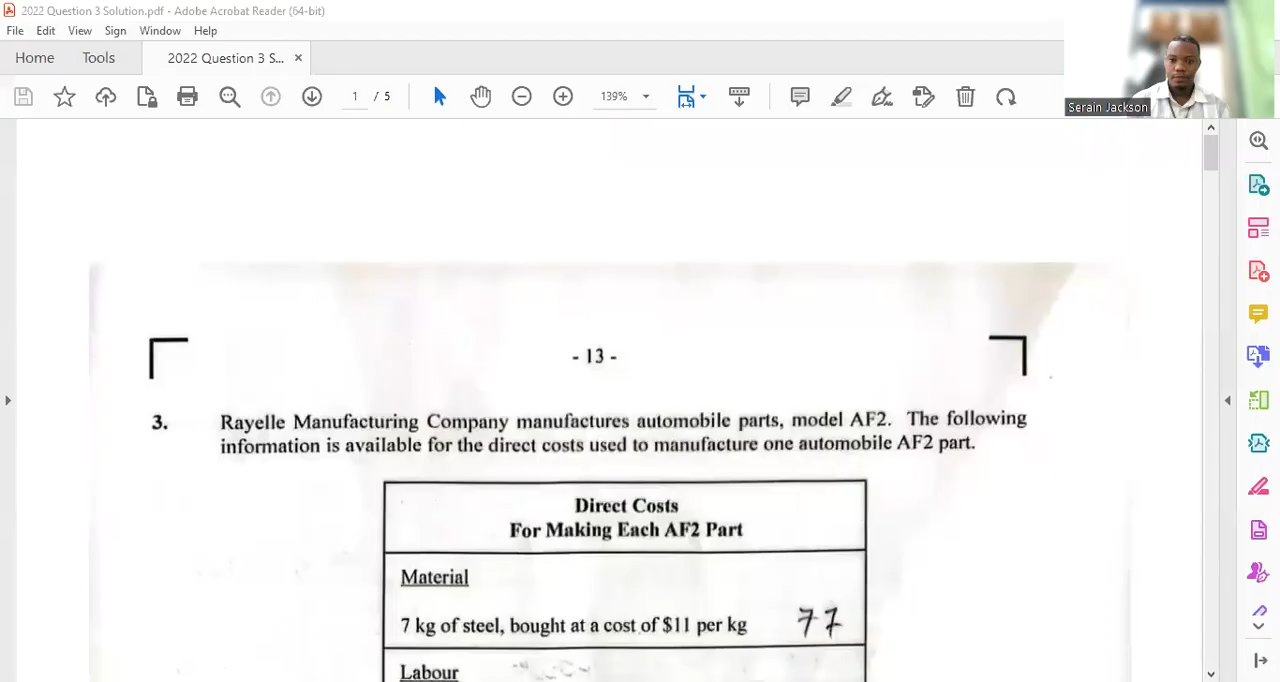 2022 Question 3 Solution.pdf - Adobe Acrobat Reader (64-bit)
File Edit View Sign Window Help
Home Tools 2022 Question 3 S... ×
1 / 5 139%
Serain Jackson
- 13 -
3. Rayelle Manufacturing Company manufactures automobile parts, model AF2. The following
information is available for the direct costs used to manufacture one automobile AF2 part.
Direct Costs
For Making Each AF2 Part
Material
7 kg of steel, bought at a cost of $11 per kg 77
Labour